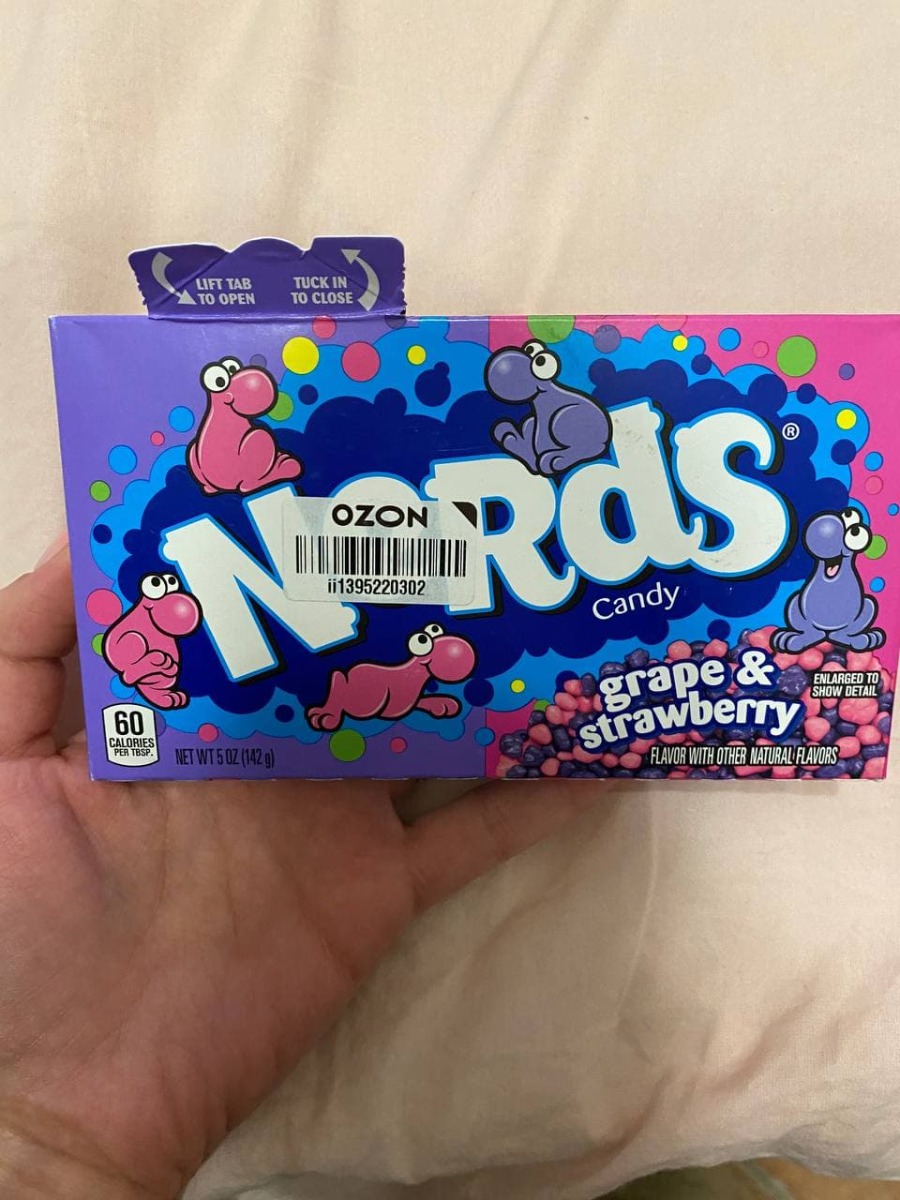 LIFT TAB
TO OPEN
TUCK IN
TO CLOSE
NERdS®
OZON
ii1395220302
Candy
grape &
strawberry
ENLARGED TO
SHOW DETAIL
FLAVOR WITH OTHER NATURAL FLAVORS
60
CALORIES
PER TBSP.
NET WT 5 OZ (142 g)